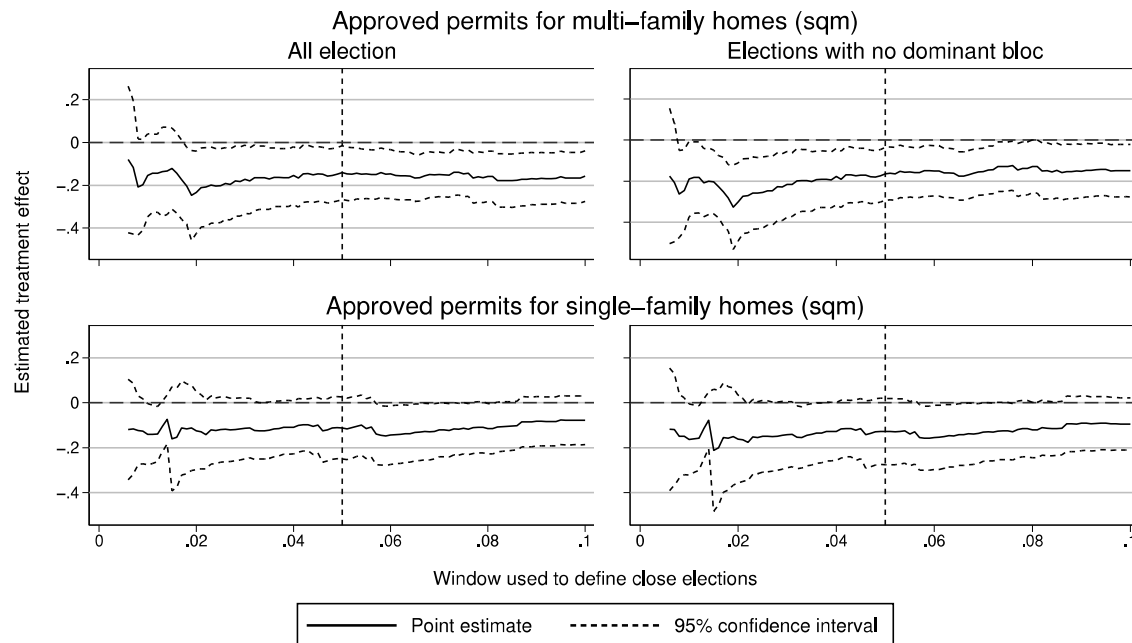 Approved permits for multi−family homes (sqm)
All election
Elections with no dominant bloc
.2
0
−.2
−.4
Approved permits for single−family homes (sqm)
.2
0
−.2
−.4
0 .02 .04 .06 .08 .1
0 .02 .04 .06 .08 .1
Estimated treatment effect
Window used to define close elections
Point estimate 95% confidence interval